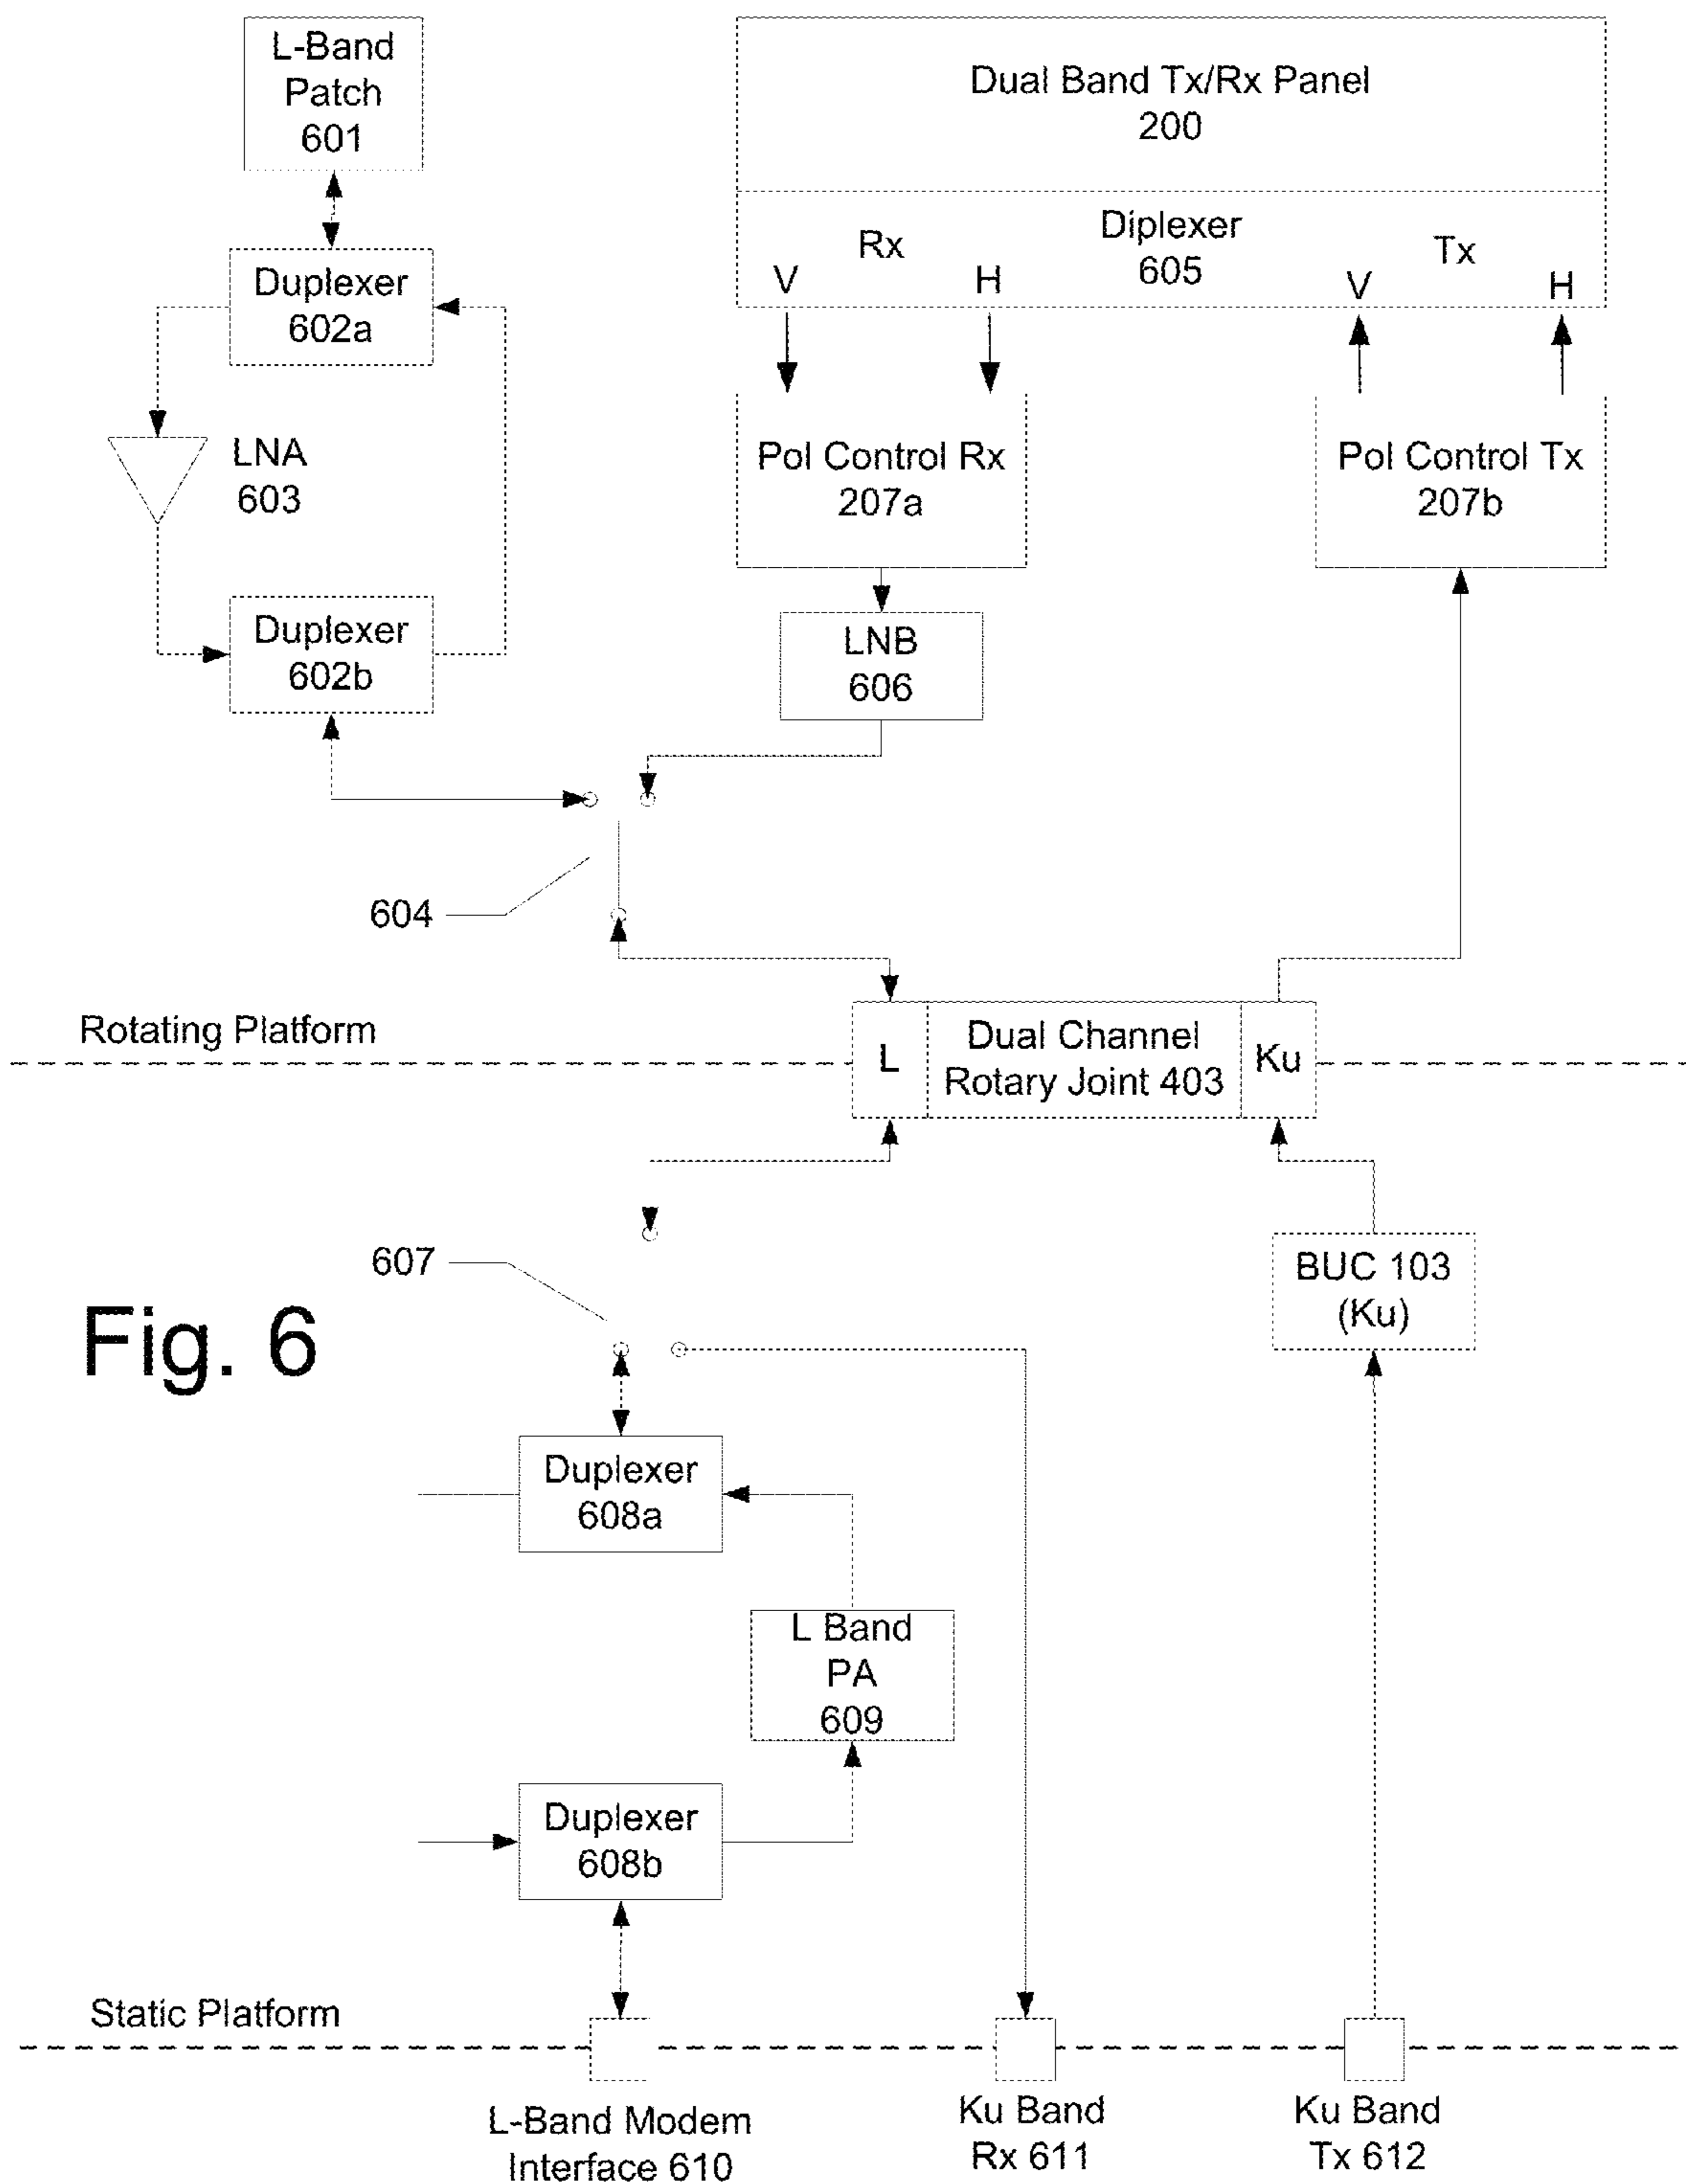 L-Band
Patch
601
Dual Band Tx/Rx Panel
200
Duplexer
602a
Rx
Diplexer
605
Tx
V
H
V
H
LNA
603
Pol Control Rx
207a
Pol Control Tx
207b
Duplexer
602b
LNB
606
604
Rotating Platform
L
Dual Channel
Rotary Joint 403
Ku
607
BUC 103
(Ku)
Fig. 6
Duplexer
608a
L Band
PA
609
Duplexer
608b
Static Platform
L-Band Modem
Interface 610
Ku Band
Rx 611
Ku Band
Tx 612